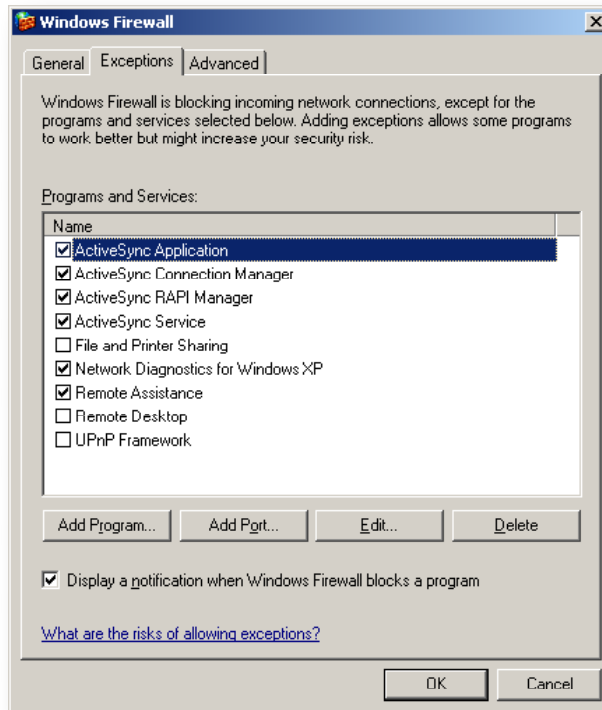 Windows Firewall
General
Exceptions
Advanced
Windows Firewall is blocking incoming network connections, except for the
programs and services selected below. Adding exceptions allows some programs
to work better but might increase your security risk.
Programs and Services:
Name
ActiveSync Application
ActiveSync Connection Manager
ActiveSync RAPI Manager
ActiveSync Service
File and Printer Sharing
Network Diagnostics for Windows XP
Remote Assistance
Remote Desktop
UPnP Framework
Add Program...
Add Port...
Edit...
Delete
Display a notification when Windows Firewall blocks a program
What are the risks of allowing exceptions?
OK
Cancel